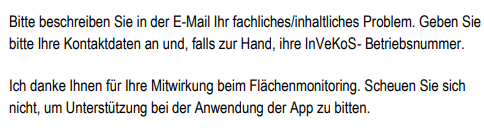 Bitte beschreiben Sie in der E-Mail Ihr fachliches/inhaltliches Problem. Geben Sie
bitte Ihre Kontaktdaten an und, falls zur Hand, ihre InVeKoS- Betriebsnummer.
Ich danke Ihnen für Ihre Mitwirkung beim Flächenmonitoring. Scheuen Sie sich
nicht, um Unterstützung bei der Anwendung der App zu bitten.